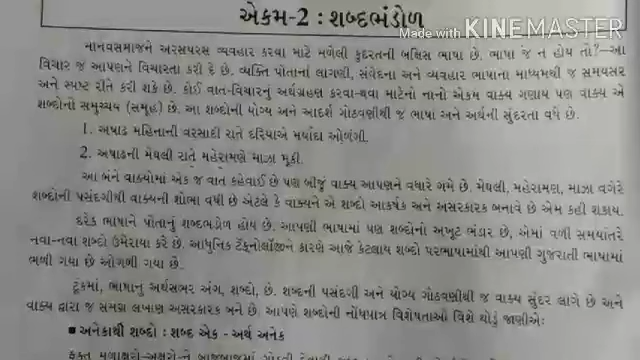 Made with KINEMASTER
એકમ-2 : શબ્દભંડોળ
માનવસમાજને અરસપરસ વ્યવહાર કરવા માટે મળેલી કુદરતની બક્ષિસ ભાષા છે. ભાષા જ ન હોય તો?-આ
વિચાર જ આપણને વિચારતા કરી દે છે. વ્યક્તિ પોતાના લાગણી, સંવેદના અને વ્યવહાર ભાષાના માધ્યમથી જ સમયસર
અને સ્પષ્ટ રીતે કરી શકે છે. કોઈ વાત-વિચારનું અર્થગ્રહણ કરવા-થવા માટેનો નાનો એકમ વાક્ય ગણાય પણ વાક્ય એ
શબ્દોનો સમુચ્ચય (સમૂહ) છે. આ શબ્દોની યોગ્ય અને આદર્શ ગોઠવણીથી જ ભાષા અને અર્થની સુંદરતા વધે છે.
1. અષાઢ મહિનાની વરસાદી રાતે દરિયાએ મર્યાદા ઓળંગી.
2. અષાઢની મેઘલી રાતે મહેરામણે માઝા મૂકી.
આ બંને વાક્યોમાં એક જ વાત કહેવાઈ છે પણ બીજું વાક્ય આપણને વધારે ગમે છે. મેઘલી, મહેરામણ, માઝા વગેરે
શબ્દોની પસંદગીથી વાક્યની શોભા વધી છે એટલે કે વાક્યને એ શબ્દો આકર્ષક અને અસરકારક બનાવે છે એમ કહી શકાય.
દરેક ભાષાને પોતાનું શબ્દભંડોળ હોય છે. આપણી ભાષામાં પણ શબ્દોનો અખૂટ ભંડાર છે, એમાં વળી સમયાંતરે
નવા-નવા શબ્દો ઉમેરાયા કરે છે. આધુનિક ટૅક્નોલૉજીને કારણે આજે કેટલાય શબ્દો પરભાષામાંથી આપણી ગુજરાતી ભાષામાં
ભળી ગયા છે ઓગળી ગયા છે.
ટૂંકમાં, ભાષાનું અર્થસભર અંગ, શબ્દો, છે. શબ્દની પસંદગી અને યોગ્ય ગોઠવણીથી જ વાક્ય સુંદર લાગે છે અને
વાક્ય દ્વારા જ સમગ્ર લખાણ અસરકારક બને છે. આપણે શબ્દોની નોંધપાત્ર વિશેષતાઓ વિશે થોડું જાણીએ:
■ અનેકાર્થી શબ્દો : શબ્દ એક - અર્થ અનેક